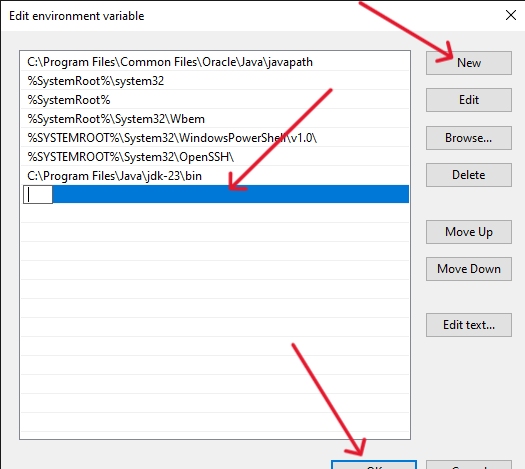 Edit environment variable
C:\Program Files\Common Files\Oracle\Java\javapath
%SystemRoot%\system32
%SystemRoot%
%SystemRoot%\System32\Wbem
%SYSTEMROOT%\System32\WindowsPowerShell\v1.0\
%SYSTEMROOT%\System32\OpenSSH\
C:\Program Files\Java\jdk-23\bin
New
Edit
Browse...
Delete
Move Up
Move Down
Edit text...